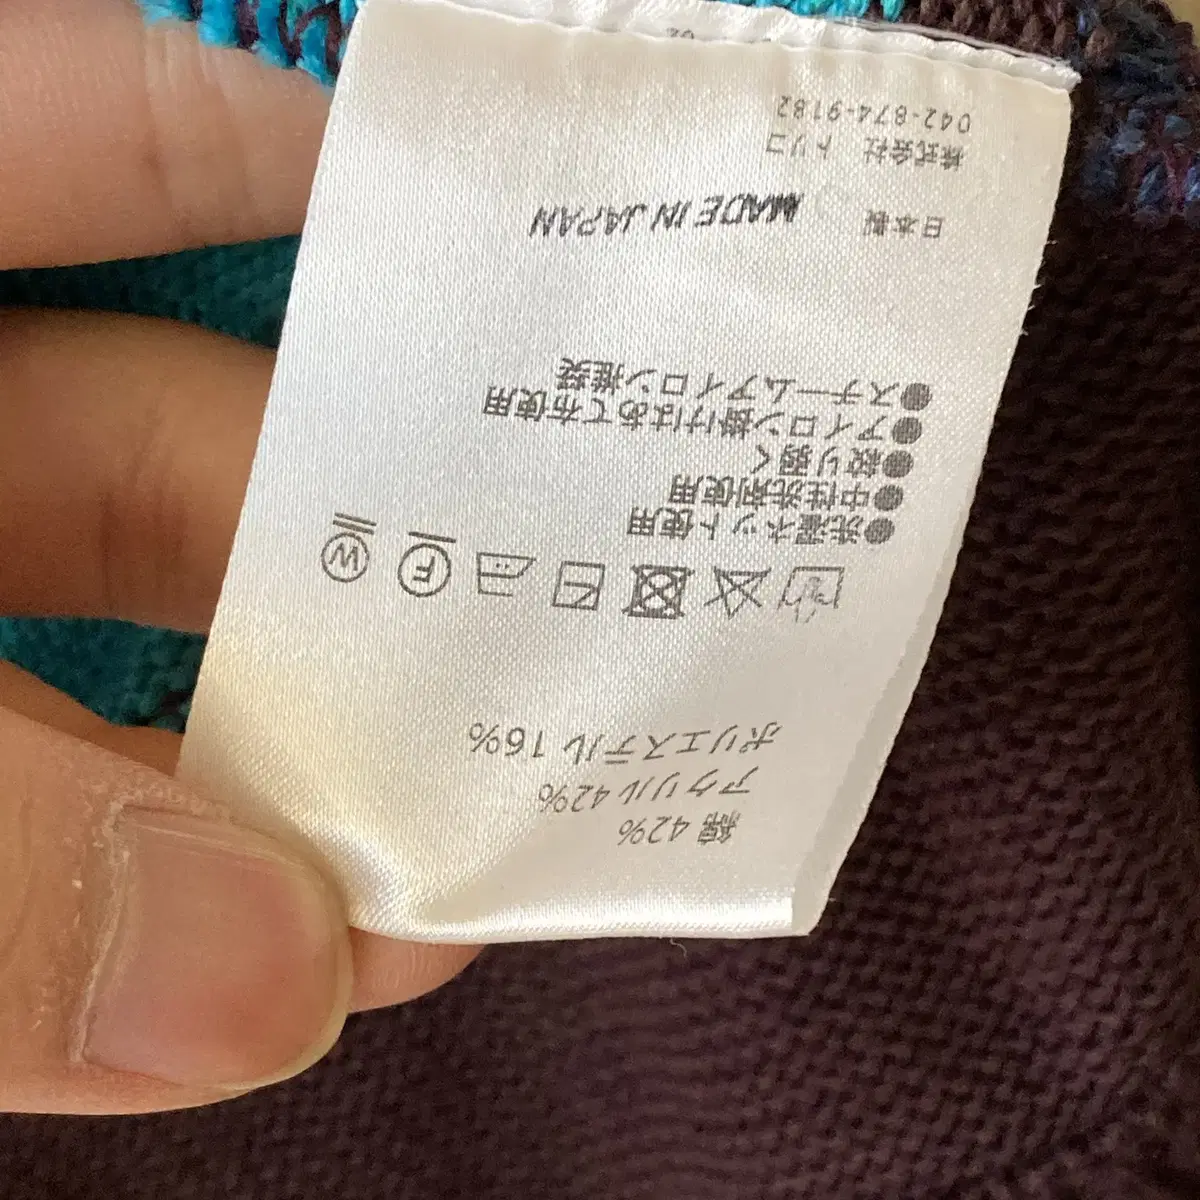 綿 42%
アクリル 42%
ポリエステル 16%
W
F
●洗濯ネット使用
●中性洗剤使用
●絞り弱く
●アイロン掛けはあて布使用
●スチームアイロン推奨
日本製 MADE IN JAPAN
株式会社 トリコ
042-874-9182
02